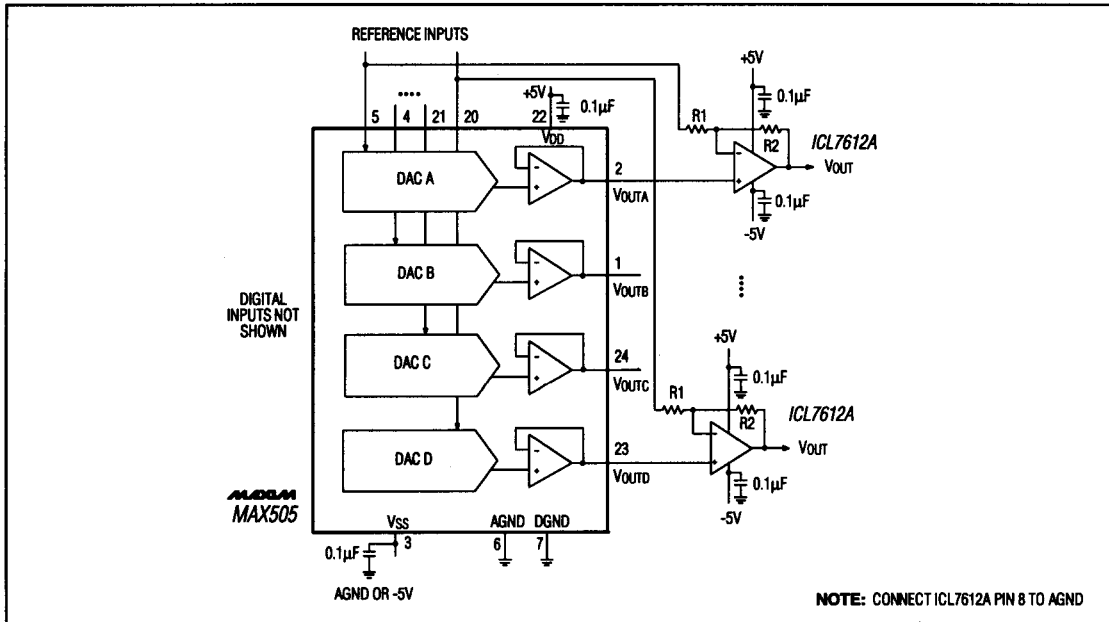 REFERENCE INPUTS
+5V
+5V
0.1µF
0.1µF
5 4 21 20 22
VDD
R1
R2
ICL7612A
VOUT
DAC A
2
VOUTA
0.1µF
-5V
DAC B
1
VOUTB
DIGITAL
INPUTS NOT
SHOWN
+5V
DAC C
24
VOUTC
0.1µF
R1
R2
ICL7612A
VOUT
DAC D
23
VOUTD
0.1µF
-5V
MAXIM
MAX505
VSS
AGND DGND
0.1µF
3
6
7
AGND OR -5V
NOTE: CONNECT ICL7612A PIN 8 TO AGND